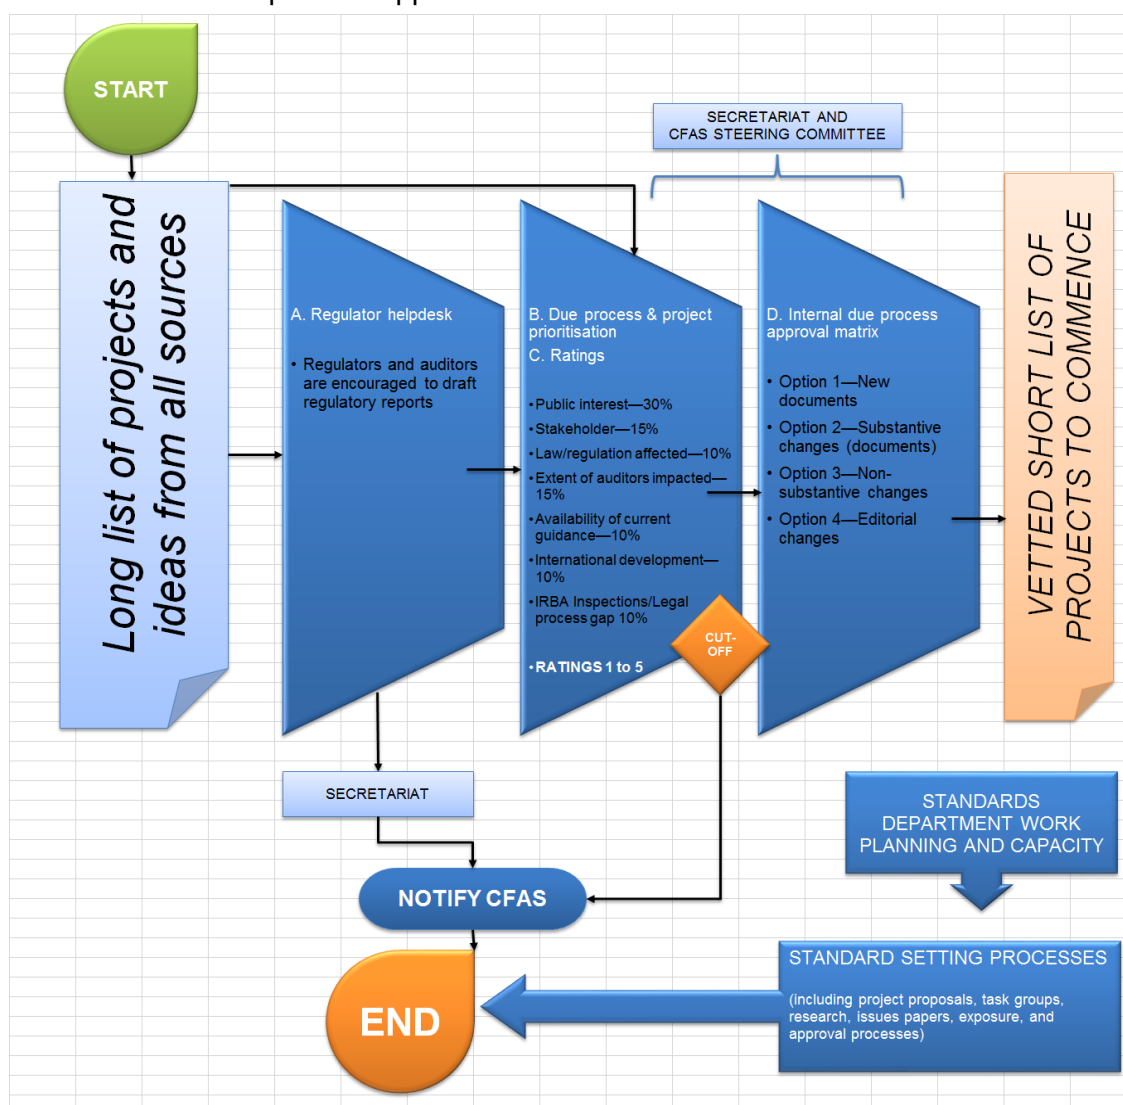 START
SECRETARIAT AND
CFAS STEERING COMMITTEE
Long list of projects and
ideas from all sources
A. Regulator helpdesk
• Regulators and auditors
are encouraged to draft
regulatory reports
B. Due process & project
prioritisation
C. Ratings
•Public interest—30%
•Stakeholder—15%
•Law/regulation affected—10%
•Extent of auditors impacted—
15%
•Availability of current
guidance—10%
•International development—
10%
•IRBA Inspections/Legal
process gap 10%
•RATINGS 1 to 5
CUT-
OFF
D. Internal due process
approval matrix
• Option 1—New
documents
• Option 2—Substantive
changes (documents)
• Option 3—Non-
substantive changes
• Option 4—Editorial
changes
VETTED SHORT LIST OF
PROJECTS TO COMMENCE
SECRETARIAT
NOTIFY CFAS
END
STANDARDS
DEPARTMENT WORK
PLANNING AND CAPACITY
STANDARD SETTING PROCESSES
(including project proposals, task groups,
research, issues papers, exposure, and
approval processes)